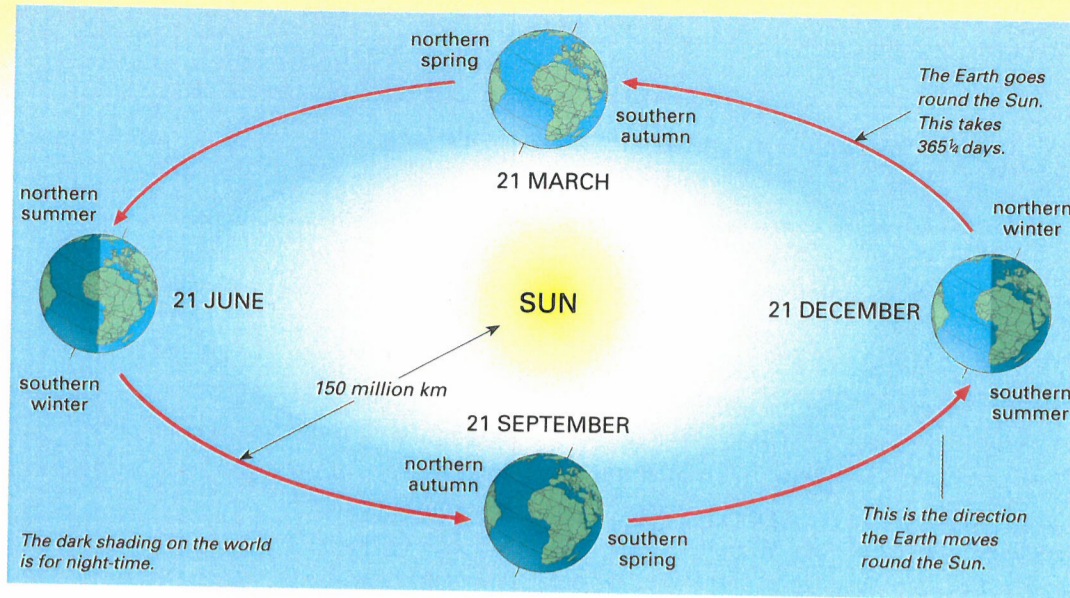 northern
spring
The Earth goes
round the Sun.
This takes
365¼ days.
southern
autumn
21 MARCH
northern
summer
northern
winter
21 JUNE
SUN
21 DECEMBER
southern
winter
150 million km
southern
summer
21 SEPTEMBER
northern
autumn
southern
spring
This is the direction
the Earth moves
round the Sun.
The dark shading on the world
is for night-time.